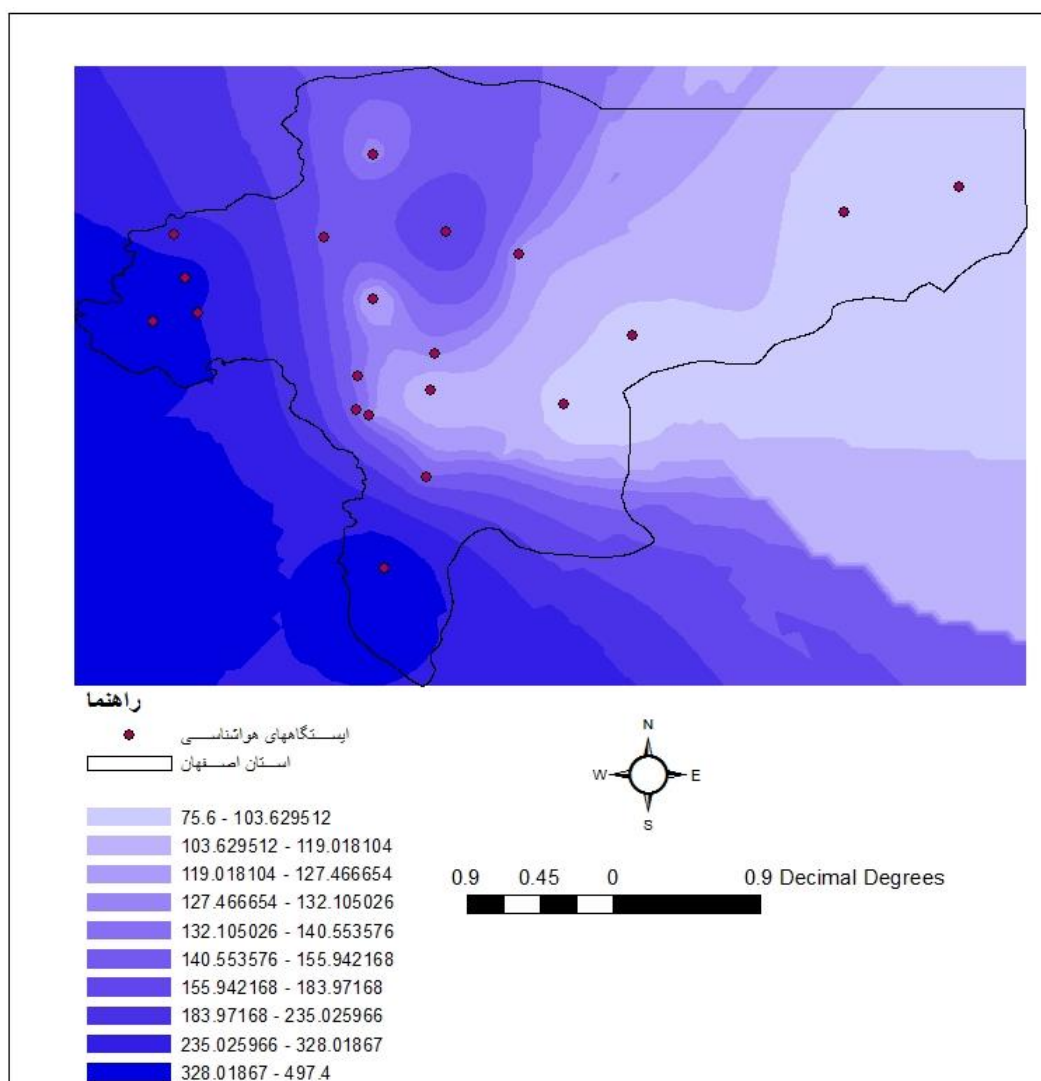 راهنما
ایستگاههای هواشناسی
استان اصفهان
N
W E
S
75.6 - 103.629512
103.629512 - 119.018104
119.018104 - 127.466654
127.466654 - 132.105026
132.105026 - 140.553576
140.553576 - 155.942168
155.942168 - 183.97168
183.97168 - 235.025966
235.025966 - 328.01867
328.01867 - 497.4
0.9 0.45 0 0.9 Decimal Degrees